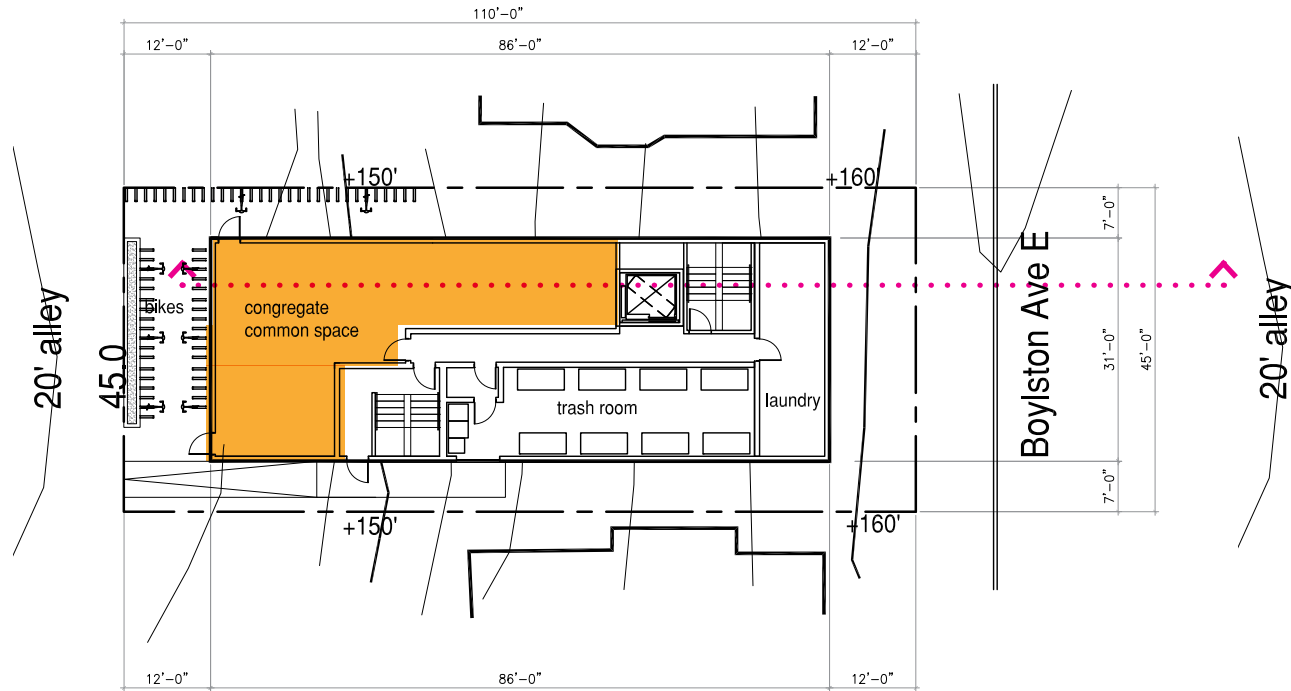 110'-0"
12'-0"
86'-0"
12'-0"
+150'
+160'
7'-0"
bikes
congregate
common space
20' alley
45.0
Boylston Ave E
31'-0"
45'-0"
20' alley
trash room
laundry
7'-0"
+150'
+160'
12'-0"
86'-0"
12'-0"